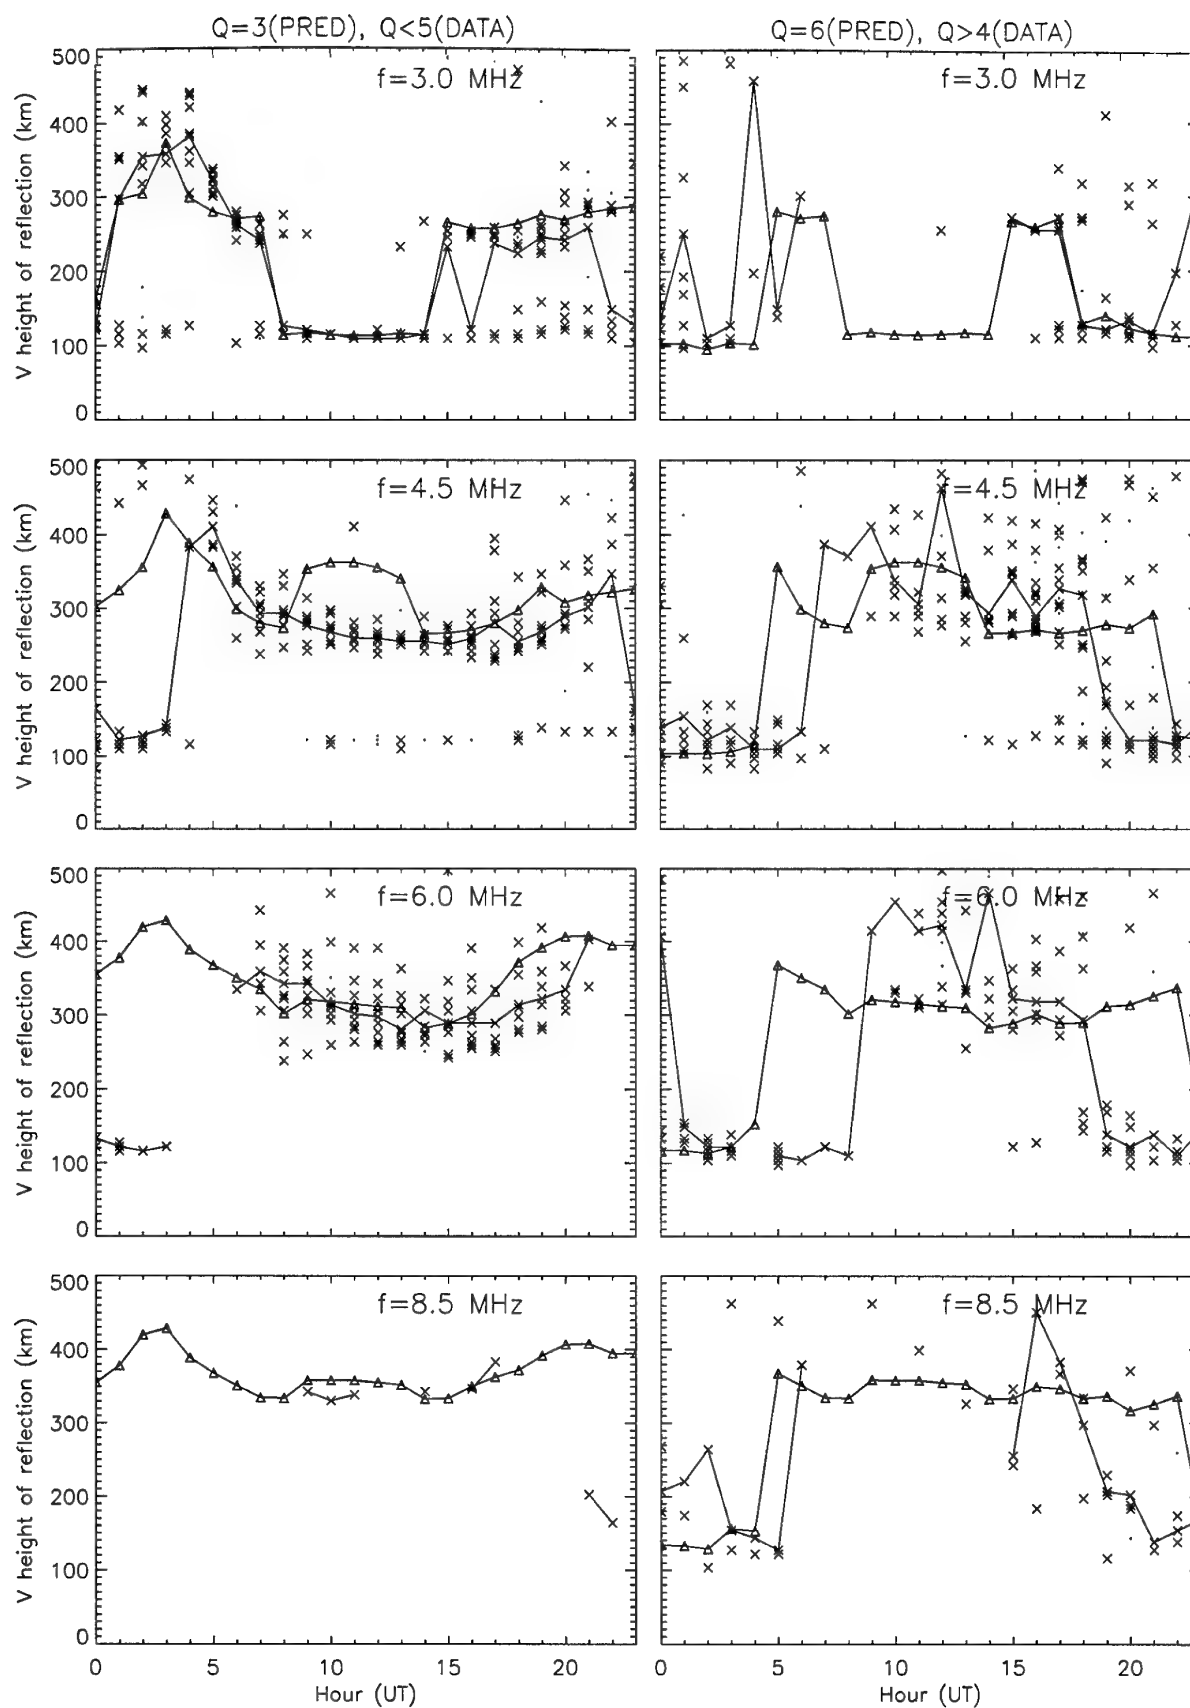 Q=3(PRED), Q<5(DATA)
Q=6(PRED), Q>4(DATA)
f=3.0 MHz
f=3.0 MHz
V height of reflection (km)
500
400
300
200
100
0
f=4.5 MHz
f=4.5 MHz
V height of reflection (km)
500
400
300
200
100
0
f=6.0 MHz
f=6.0 MHz
V height of reflection (km)
500
400
300
200
100
0
f=8.5 MHz
f=8.5 MHz
V height of reflection (km)
500
400
300
200
100
0
0 5 10 15 20
0 5 10 15 20
Hour (UT)
Hour (UT)